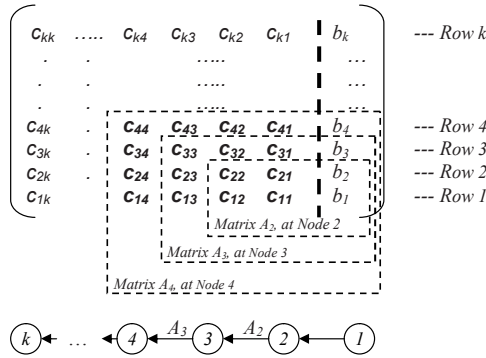 c_kk ..... c_k4 c_k3 c_k2 c_k1 b_k --- Row k
. . ..... ...
. . ..... ...
. . ..... ...
c_4k . c_44 c_43 c_42 c_41 b_4 --- Row 4
c_3k . c_34 c_33 c_32 c_31 b_3 --- Row 3
c_2k . c_24 c_23 c_22 c_21 b_2 --- Row 2
c_1k . c_14 c_13 c_12 c_11 b_1 --- Row 1
Matrix A_2, at Node 2
Matrix A_3, at Node 3
Matrix A_4, at Node 4
A_3 A_2
k ... 4 3 2 1